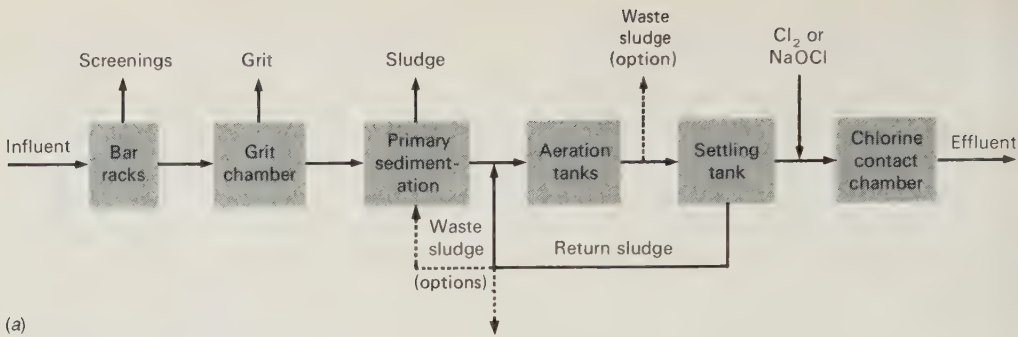 Waste
sludge
(option)
Cl₂ or
NaOCl
Screenings
Grit
Sludge
Influent
Bar
racks
Grit
chamber
Primary
sediment-
ation
Aeration
tanks
Settling
tank
Chlorine
contact
chamber
Effluent
Waste
sludge
(options)
Return sludge
(a)